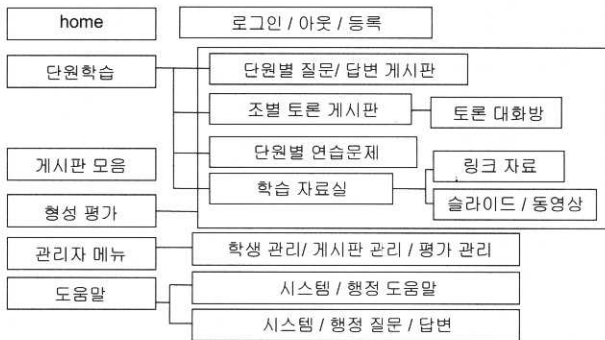 home
로그인 / 아웃 / 등록
단원학습
단원별 질문/ 답변 게시판
조별 토론 게시판
토론 대화방
단원별 연습문제
게시판 모음
링크 자료
학습 자료실
형성 평가
슬라이드 / 동영상
관리자 메뉴
학생 관리/ 게시판 관리 / 평가 관리
도움말
시스템 / 행정 도움말
시스템 / 행정 질문 / 답변